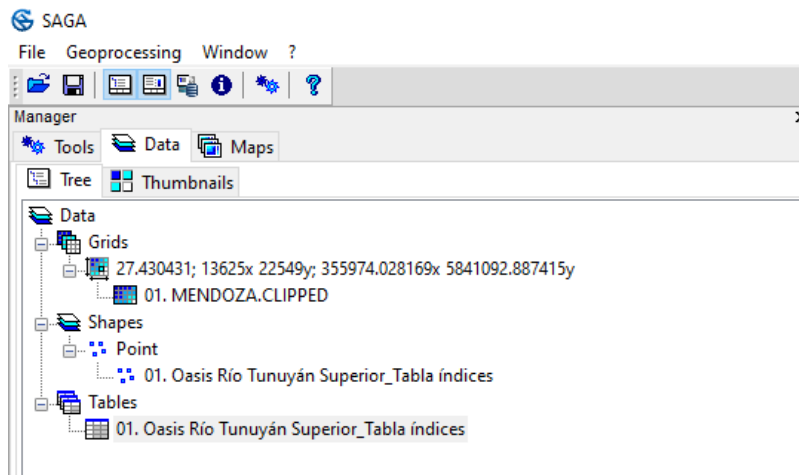 SAGA
File Geoprocessing Window ?
Manager
Tools Data Maps
Tree Thumbnails
Data
Grids
27.430431; 13625x 22549y; 355974.028169x 5841092.887415y
01. MENDOZA.CLIPPED
Shapes
Point
01. Oasis Río Tunuyán Superior_Tabla índices
Tables
01. Oasis Río Tunuyán Superior_Tabla índices